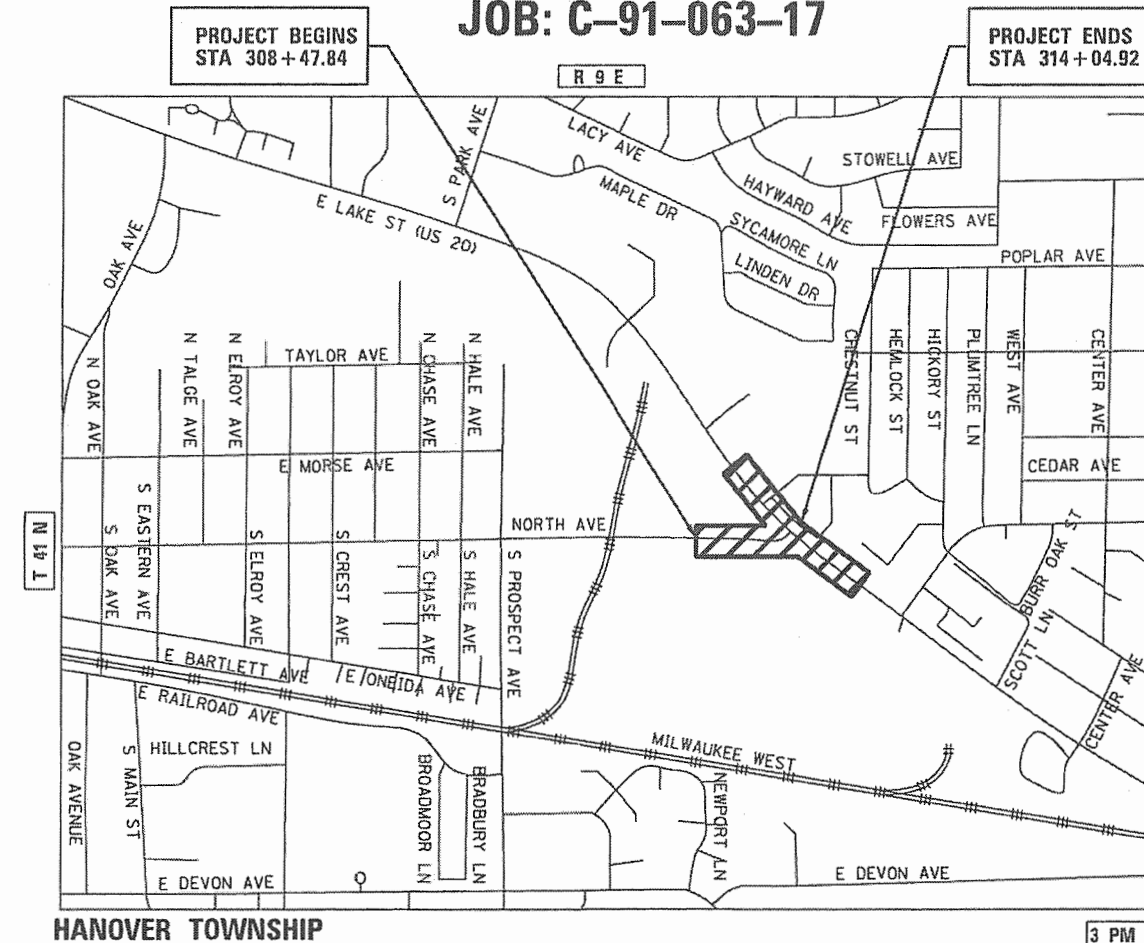 JOB: C-91-063-17
PROJECT BEGINS
STA 308+47.84
PROJECT ENDS
STA 314+04.92
R 9 E
LACY AVE
S PARK AVE
STOWELL AVE
MAPLE DR
HAYWARD AVE
E LAKE ST (US 20)
SYCAMORE LN
FLOWERS AVE
OAK AVE
LINDEN DR
POPLAR AVE
N OAK AVE
N TALGE AVE
N ELROY AVE
TAYLOR AVE
N CHASE AVE
N HALE AVE
CHESTNUT ST
HEMLOCK ST
HICKORY ST
PLUMTREE LN
WEST AVE
CENTER AVE
E MORSE AVE
CEDAR AVE
T 41 N
S OAK AVE
S EASTERN AVE
S ELROY AVE
S CREST AVE
S CHASE AVE
S HALE AVE
NORTH AVE
S PROSPECT AVE
BURR OAK ST
SCOTT LN
CENTER AVE
E BARTLETT AVE
E ONEIDA AVE
E RAILROAD AVE
MILWAUKEE WEST
OAK AVENUE
S MAIN ST
HILLCREST LN
BROADMOOR LN
BRADBURY LN
NEWPORT LN
E DEVON AVE
E DEVON AVE
HANOVER TOWNSHIP
3 PM